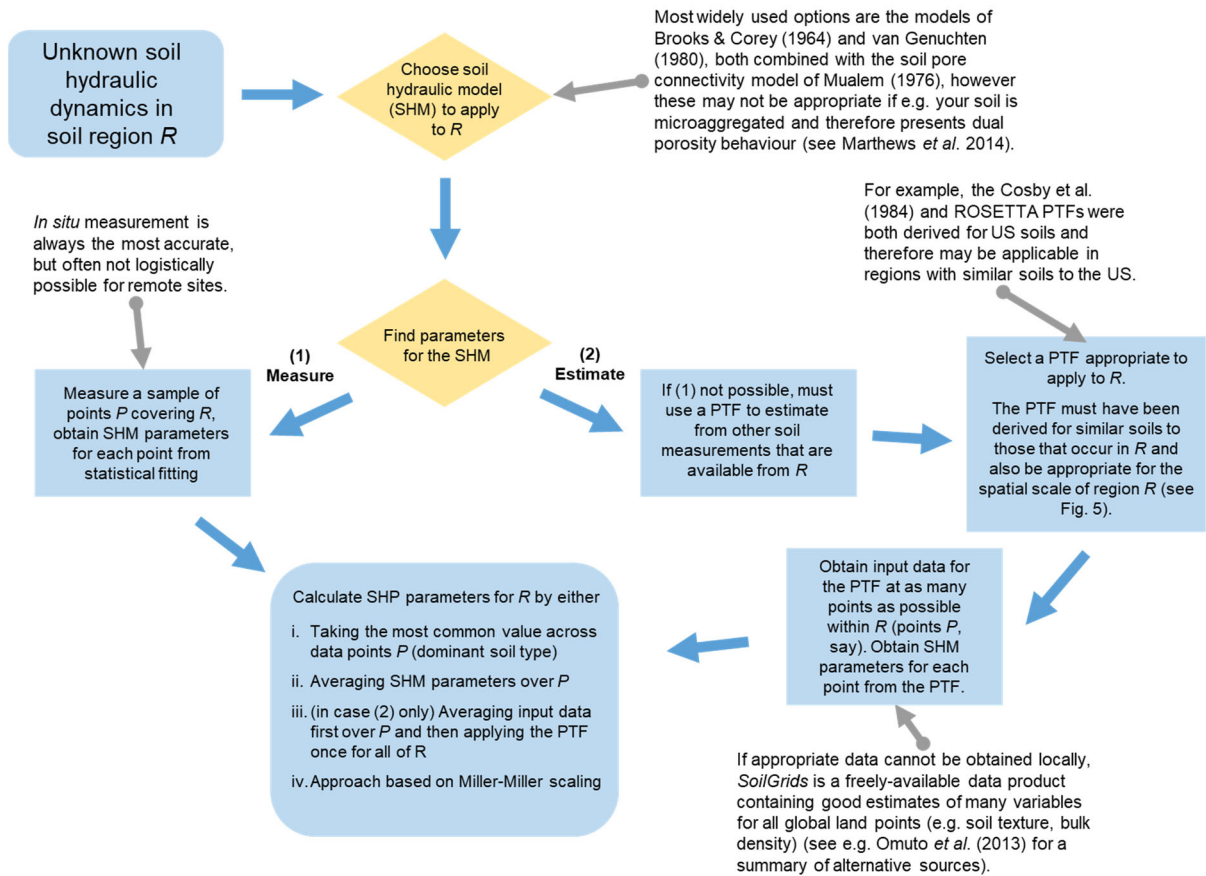 Unknown soil
hydraulic
dynamics in
soil region R
Choose soil
hydraulic model
(SHM) to apply
to R
Most widely used options are the models of
Brooks & Corey (1964) and van Genuchten
(1980), both combined with the soil pore
connectivity model of Mualem (1976), however
these may not be appropriate if e.g. your soil is
microaggregated and therefore presents dual
porosity behaviour (see Marthews et al. 2014).
In situ measurement is
always the most accurate,
but often not logistically
possible for remote sites.
For example, the Cosby et al.
(1984) and ROSETTA PTFs were
both derived for US soils and
therefore may be applicable in
regions with similar soils to the US.
Find parameters
for the SHM
(1)
Measure
(2)
Estimate
Measure a sample of
points P covering R,
obtain SHM parameters
for each point from
statistical fitting
If (1) not possible, must
use a PTF to estimate
from other soil
measurements that are
available from R
Select a PTF appropriate to
apply to R.
The PTF must have been
derived for similar soils to
those that occur in R and
also be appropriate for the
spatial scale of region R (see
Fig. 5).
Obtain input data for
the PTF at as many
points as possible
within R (points P,
say). Obtain SHM
parameters for each
point from the PTF.
Calculate SHP parameters for R by either
i. Taking the most common value across
data points P (dominant soil type)
ii. Averaging SHM parameters over P
iii. (in case (2) only) Averaging input data
first over P and then applying the PTF
once for all of R
iv. Approach based on Miller-Miller scaling
If appropriate data cannot be obtained locally,
SoilGrids is a freely-available data product
containing good estimates of many variables
for all global land points (e.g. soil texture, bulk
density) (see e.g. Omuto et al. (2013) for a
summary of alternative sources).